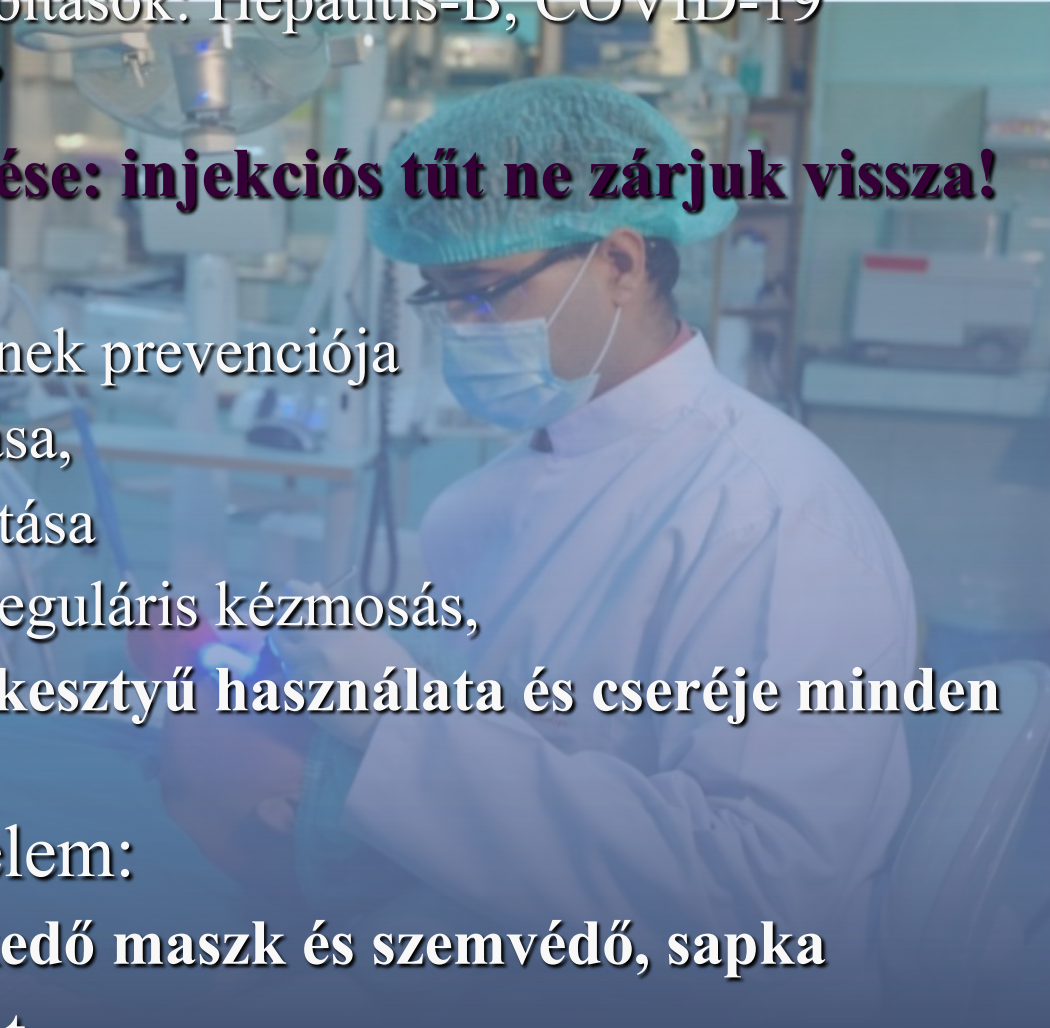 oltások: Hepatitis-B, COVID-19
ése: injekciós tűt ne zárjuk vissza!
nek prevenciója
ása,
tása
eguláris kézmosás,
kesztyű használata és cseréje minden
elem:
edő maszk és szemvédő, sapka